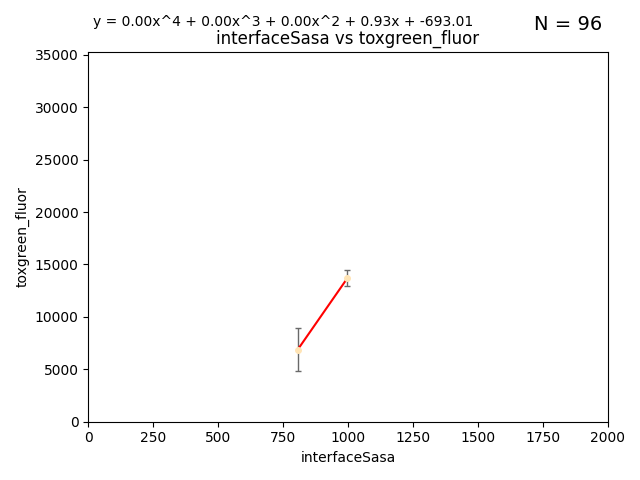 y = 0.00x^4 + 0.00x^3 + 0.00x^2 + 0.93x + -693.01
N = 96
interfaceSasa vs toxgreen_fluor
35000
30000
25000
20000
15000
10000
5000
0
toxgreen_fluor
0 250 500 750 1000 1250 1500 1750 2000
interfaceSasa